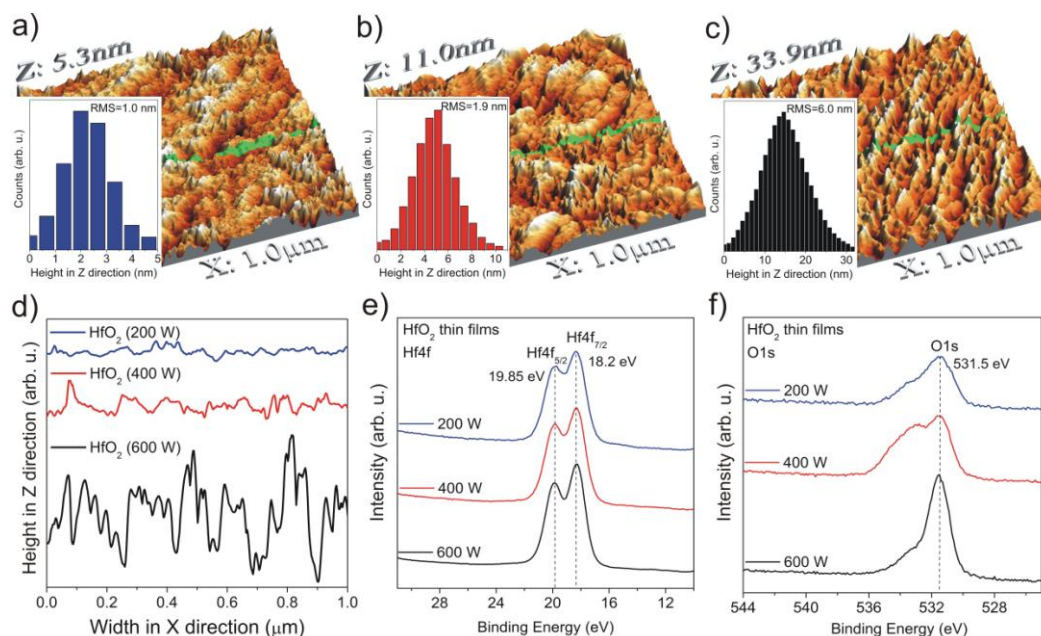 a)
Z: 5.3nm
RMS=1.0 nm
Counts (arb. u.)
0 1 2 3 4 5
Height in Z direction (nm)
X: 1.0µm
b)
Z: 11.0nm
RMS=1.9 nm
Counts (arb. u.)
0 2 4 6 8 10
Height in Z direction (nm)
X: 1.0µm
c)
Z: 33.9nm
RMS=6.0 nm
Counts (arb. u.)
0 10 20 30
Height in Z direction (nm)
X: 1.0µm
d)
HfO2 (200 W)
HfO2 (400 W)
HfO2 (600 W)
Height in Z direction (arb. u.)
0.0 0.2 0.4 0.6 0.8 1.0
Width in X direction (µm)
e)
HfO2 thin films
Hf4f
Hf4f5/2
19.85 eV
Hf4f7/2
18.2 eV
200 W
400 W
600 W
Intensity (arb. u.)
28 24 20 16 12
Binding Energy (eV)
f)
HfO2 thin films
O1s
O1s
531.5 eV
200 W
400 W
600 W
Intensity (arb. u.)
544 540 536 532 528
Binding Energy (eV)